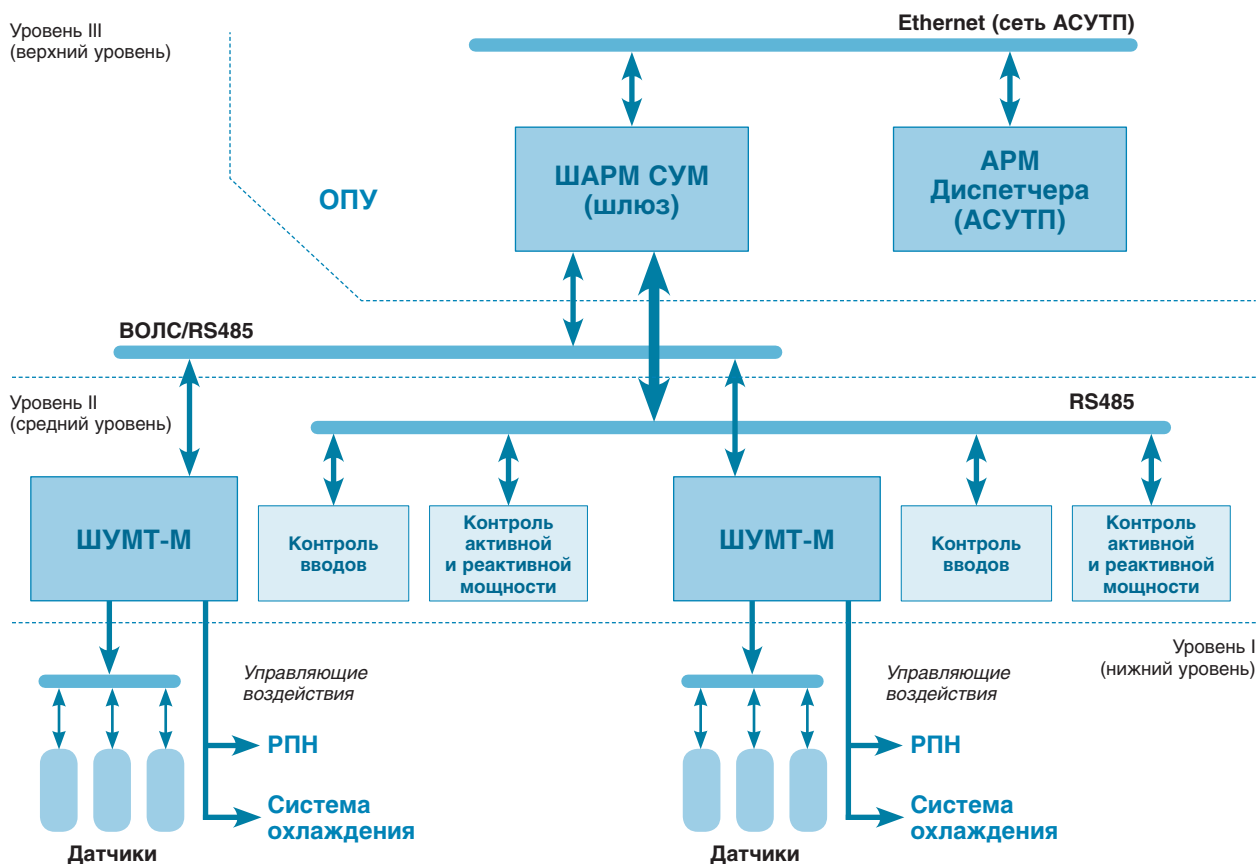 Уровень III
(верхний уровень)
Ethernet (сеть АСУТП)
ШАРМ СУМ
(шлюз)
АРМ
Диспетчера
(АСУТП)
ОПУ
ВОЛС/RS485
Уровень II
(средний уровень)
RS485
ШУМТ-М
Контроль
вводов
Контроль
активной
и реактивной
мощности
ШУМТ-М
Контроль
вводов
Контроль
активной
и реактивной
мощности
Уровень I
(нижний уровень)
Управляющие
воздействия
РПН
Система
охлаждения
Датчики
Управляющие
воздействия
РПН
Система
охлаждения
Датчики